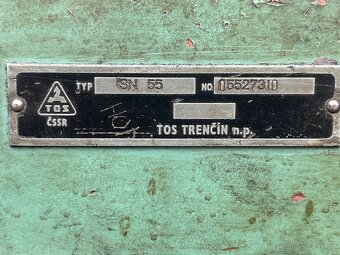 TYP SN 55 NO 05527310
TOS
ČSSR
TOS TRENČÍN n.p.